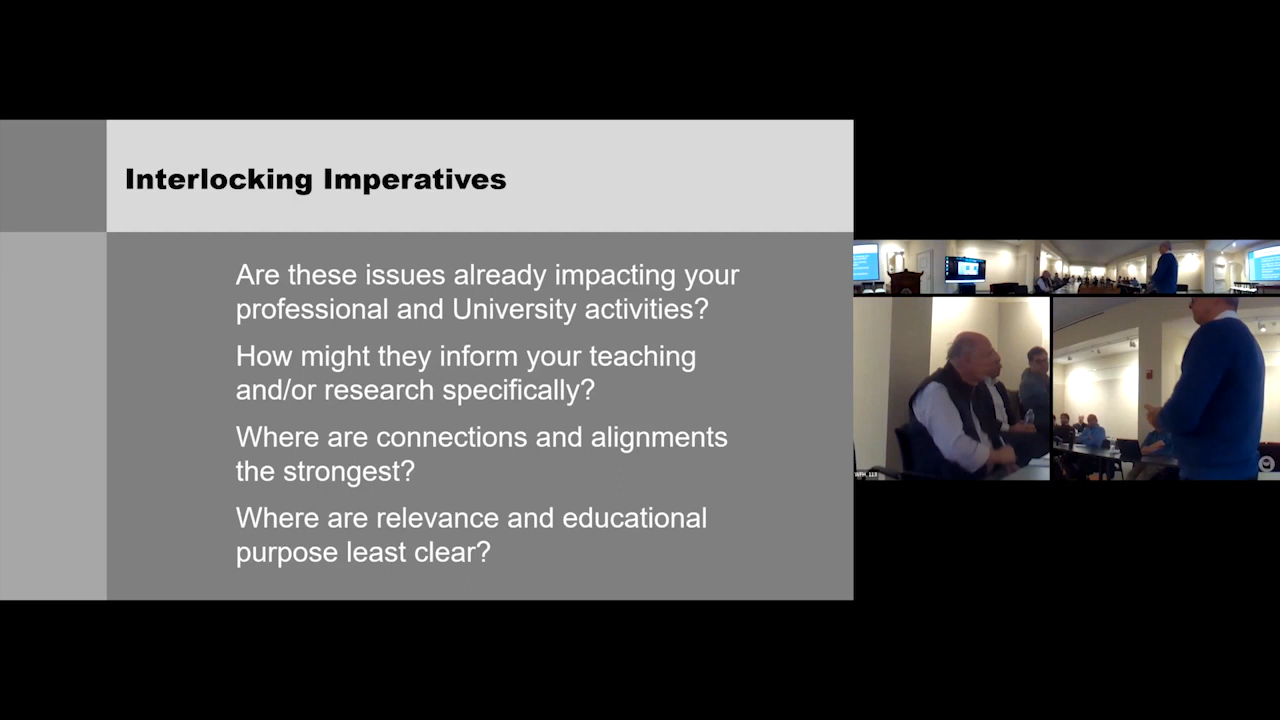 Interlocking Imperatives
Are these issues already impacting your
professional and University activities?
How might they inform your teaching
and/or research specifically?
Where are connections and alignments
the strongest?
Where are relevance and educational
purpose least clear?